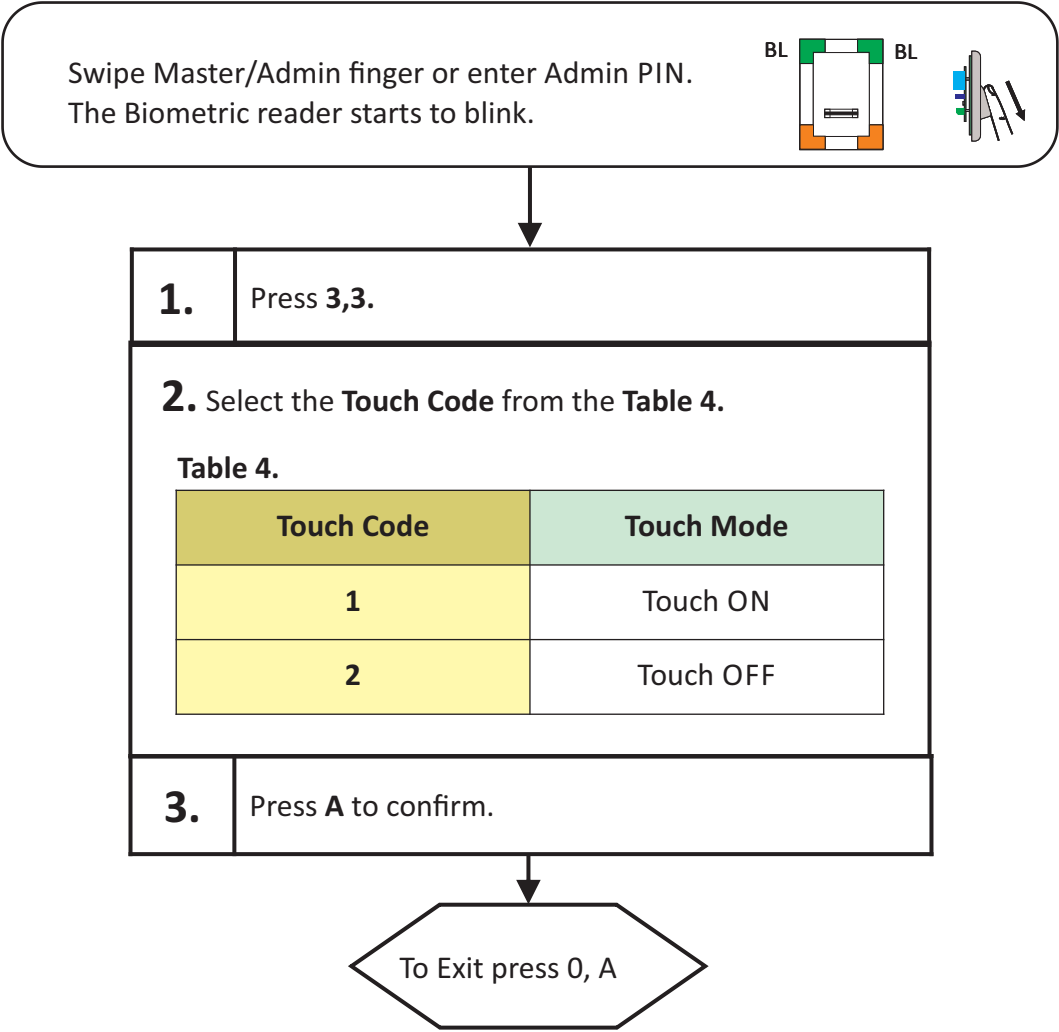 Swipe Master/Admin finger or enter Admin PIN.
The Biometric reader starts to blink.
BL
BL
1.
Press 3,3.
2. Select the Touch Code from the Table 4.
Table 4.
Touch Code
Touch Mode
1
Touch ON
2
Touch OFF
3.
Press A to confirm.
To Exit press 0, A